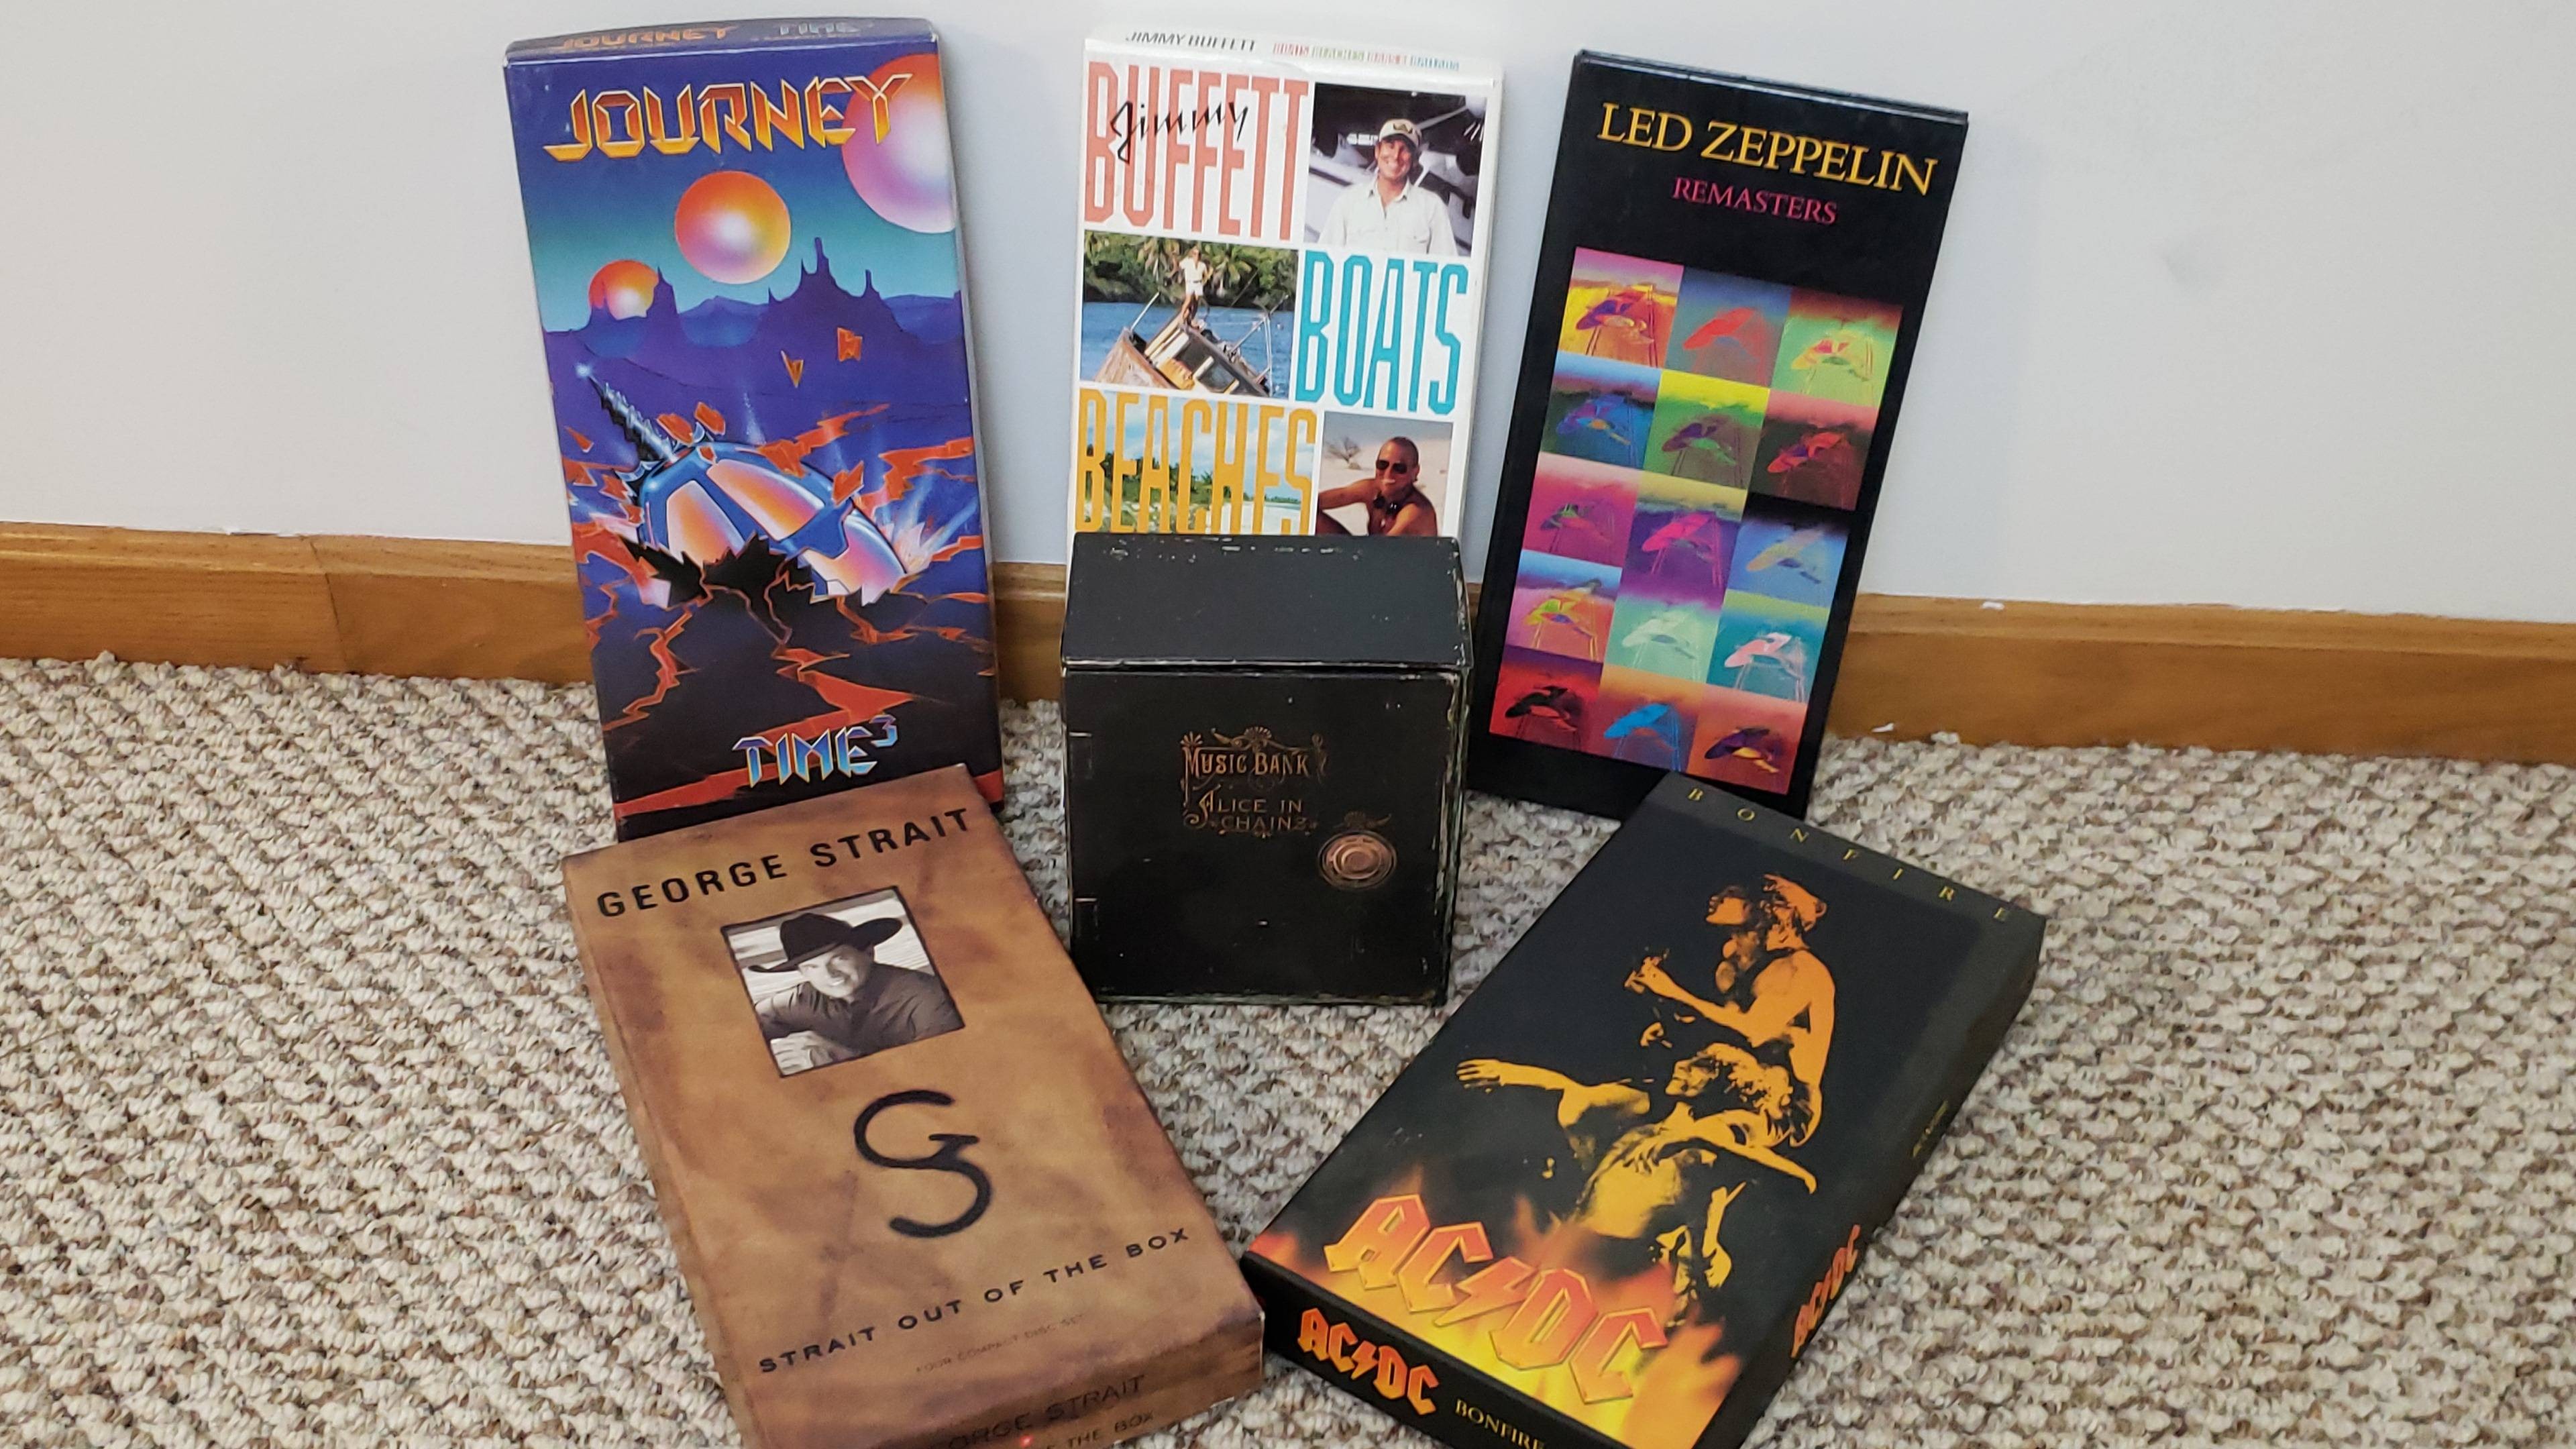 JOURNEY TIME³
JOURNEY
TIME³
JIMMY BUFFETT BOATS BEACHES BARS & BALLADS
Jimmy
BUFFETT
BOATS
BEACHES
LED ZEPPELIN
REMASTERS
MUSIC BANK
ALICE IN
CHAINS
GEORGE STRAIT
GS
STRAIT OUT OF THE BOX
FOUR COMPACT DISC SET
GEORGE STRAIT
THE BOX
BONFIRE
AC/DC
AC/DC BONFIRE
AC/DC